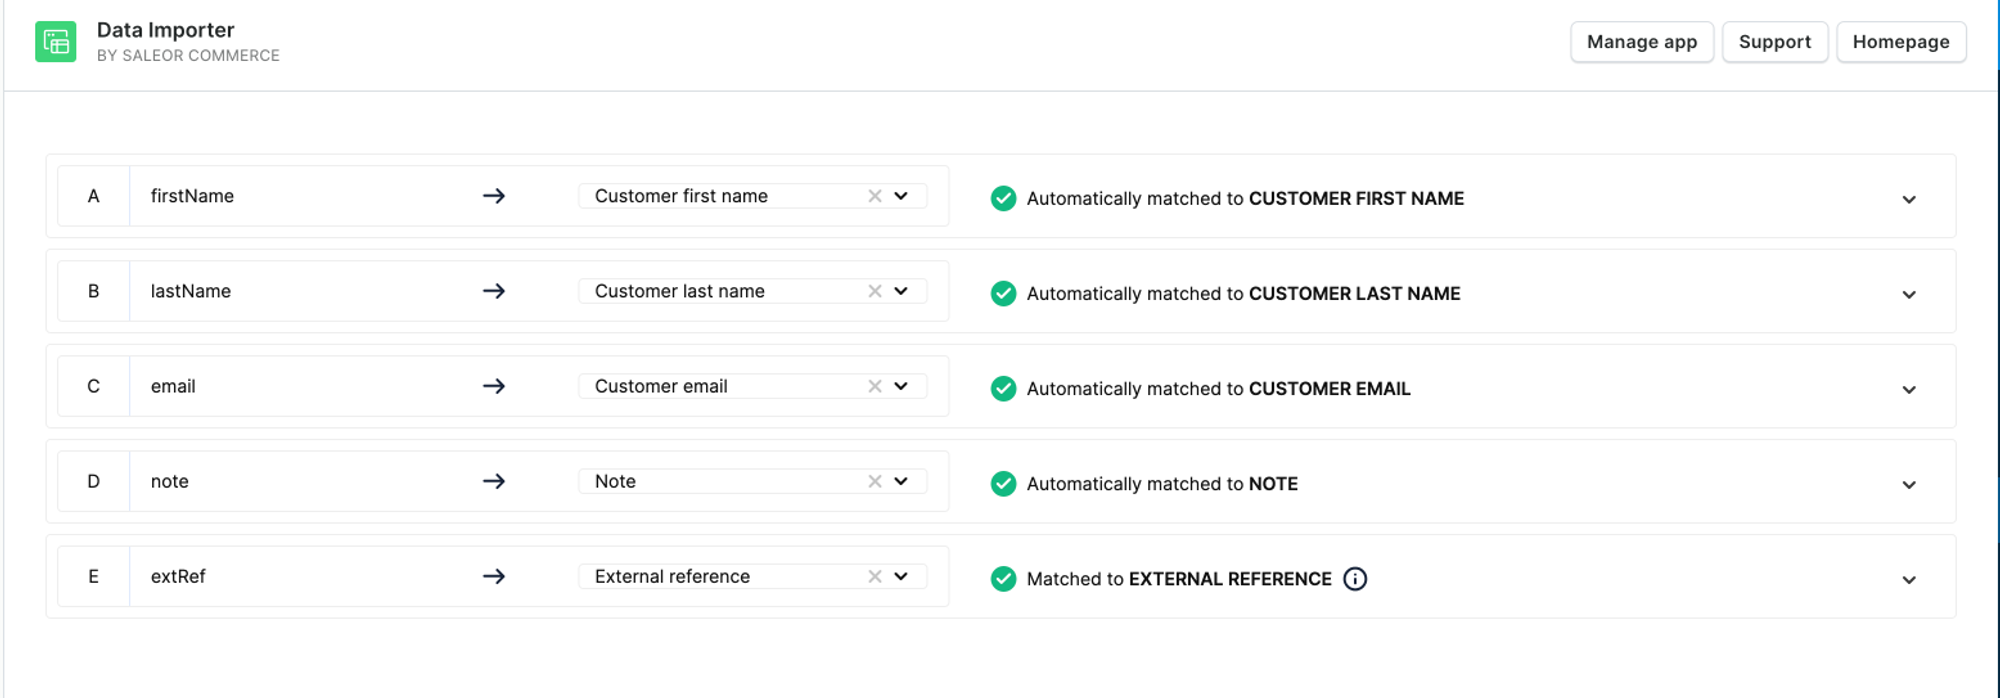 Data Importer
BY SALEOR COMMERCE
Manage app
Support
Homepage
A firstName Customer first name Automatically matched to CUSTOMER FIRST NAME
B lastName Customer last name Automatically matched to CUSTOMER LAST NAME
C email Customer email Automatically matched to CUSTOMER EMAIL
D note Note Automatically matched to NOTE
E extRef External reference Matched to EXTERNAL REFERENCE